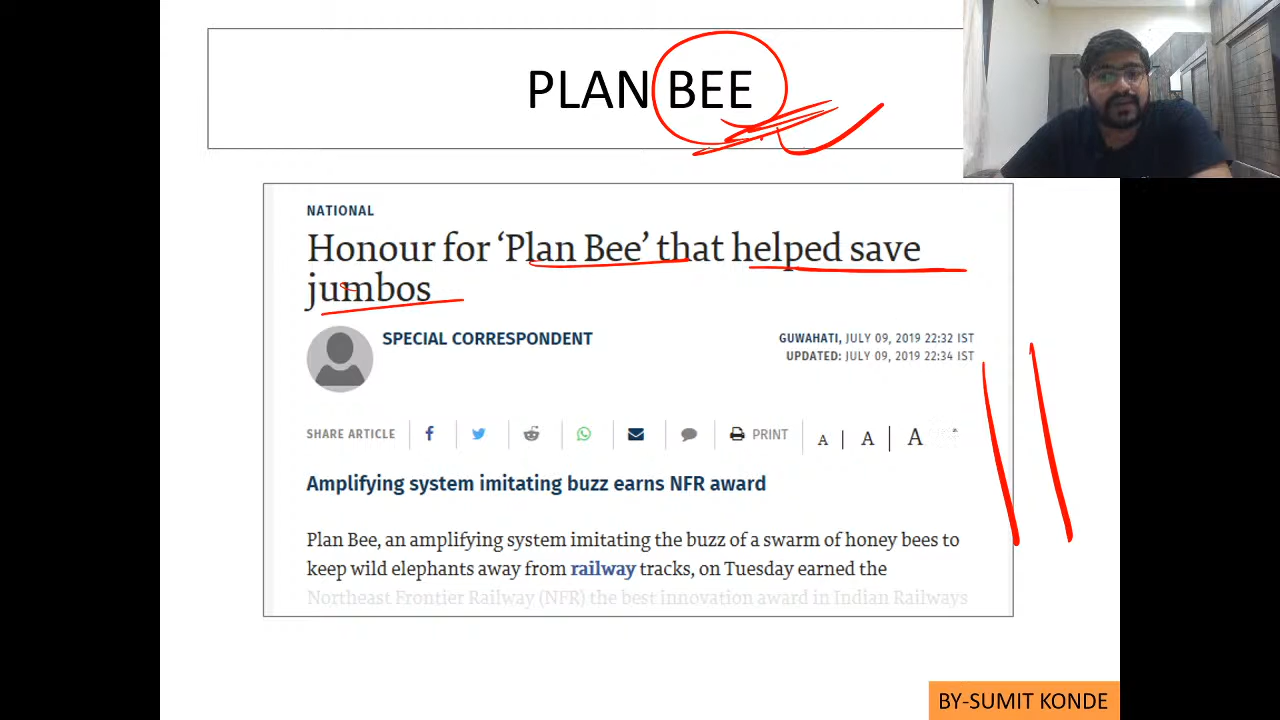 PLAN BEE
NATIONAL
Honour for ‘Plan Bee’ that helped save
jumbos
SPECIAL CORRESPONDENT
GUWAHATI, JULY 09, 2019 22:32 IST
UPDATED: JULY 09, 2019 22:34 IST
SHARE ARTICLE PRINT A A A
Amplifying system imitating buzz earns NFR award
Plan Bee, an amplifying system imitating the buzz of a swarm of honey bees to
keep wild elephants away from railway tracks, on Tuesday earned the
Northeast Frontier Railway (NFR) the best innovation award in Indian Railways
BY-SUMIT KONDE